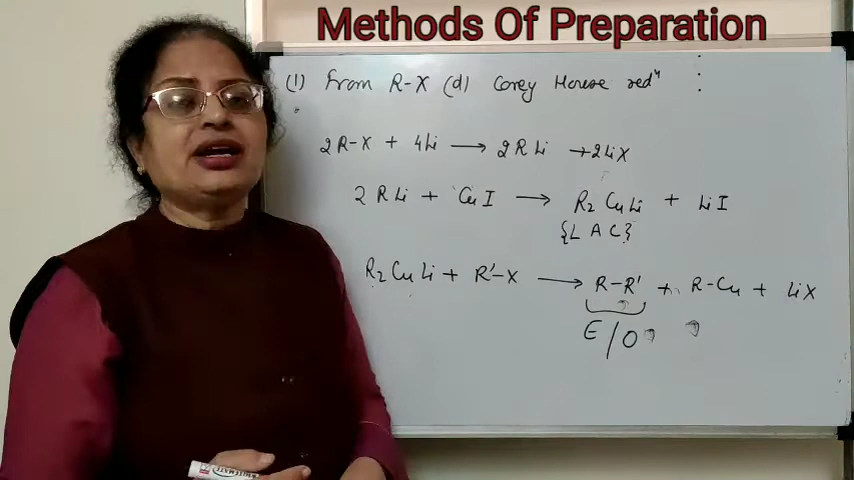 Methods Of Preparation
(1) From R-X (d) Corey House redⁿ
2R-X + 4Li → 2RLi + 2LiX
2RLi + CuI → R₂CuLi + LiI
{L A C}
R₂CuLi + R'-X → R-R' + R-Cu + LiX
E/O